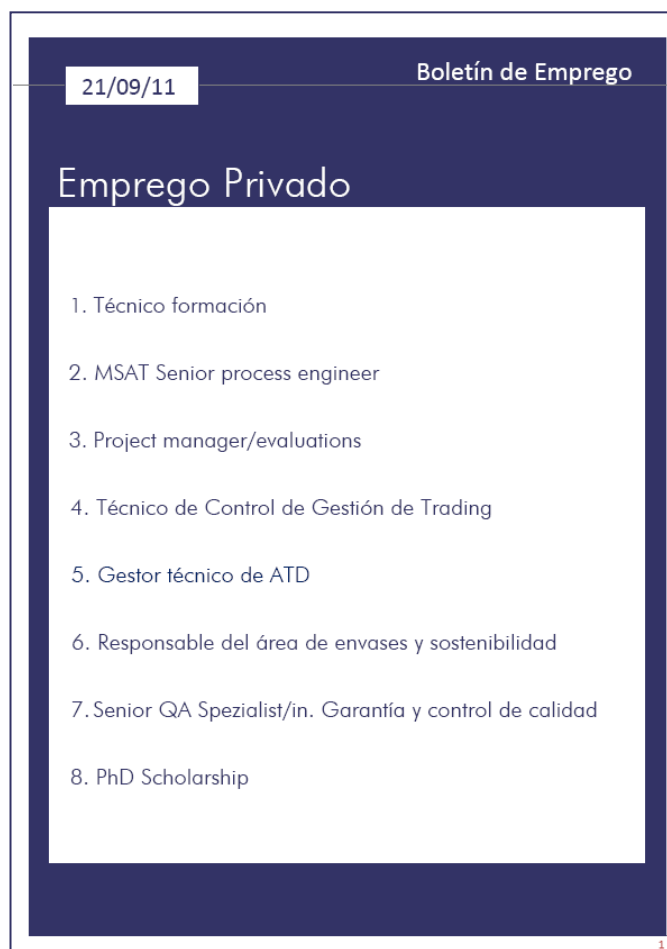 Boletín de Emprego
21/09/11
Emprego Privado
1. Técnico formación
2. MSAT Senior process engineer
3. Project manager/evaluations
4. Técnico de Control de Gestión de Trading
5. Gestor técnico de ATD
6. Responsable del área de envases y sostenibilidad
7. Senior QA Spezialist/in. Garantía y control de calidad
8. PhD Scholarship
1